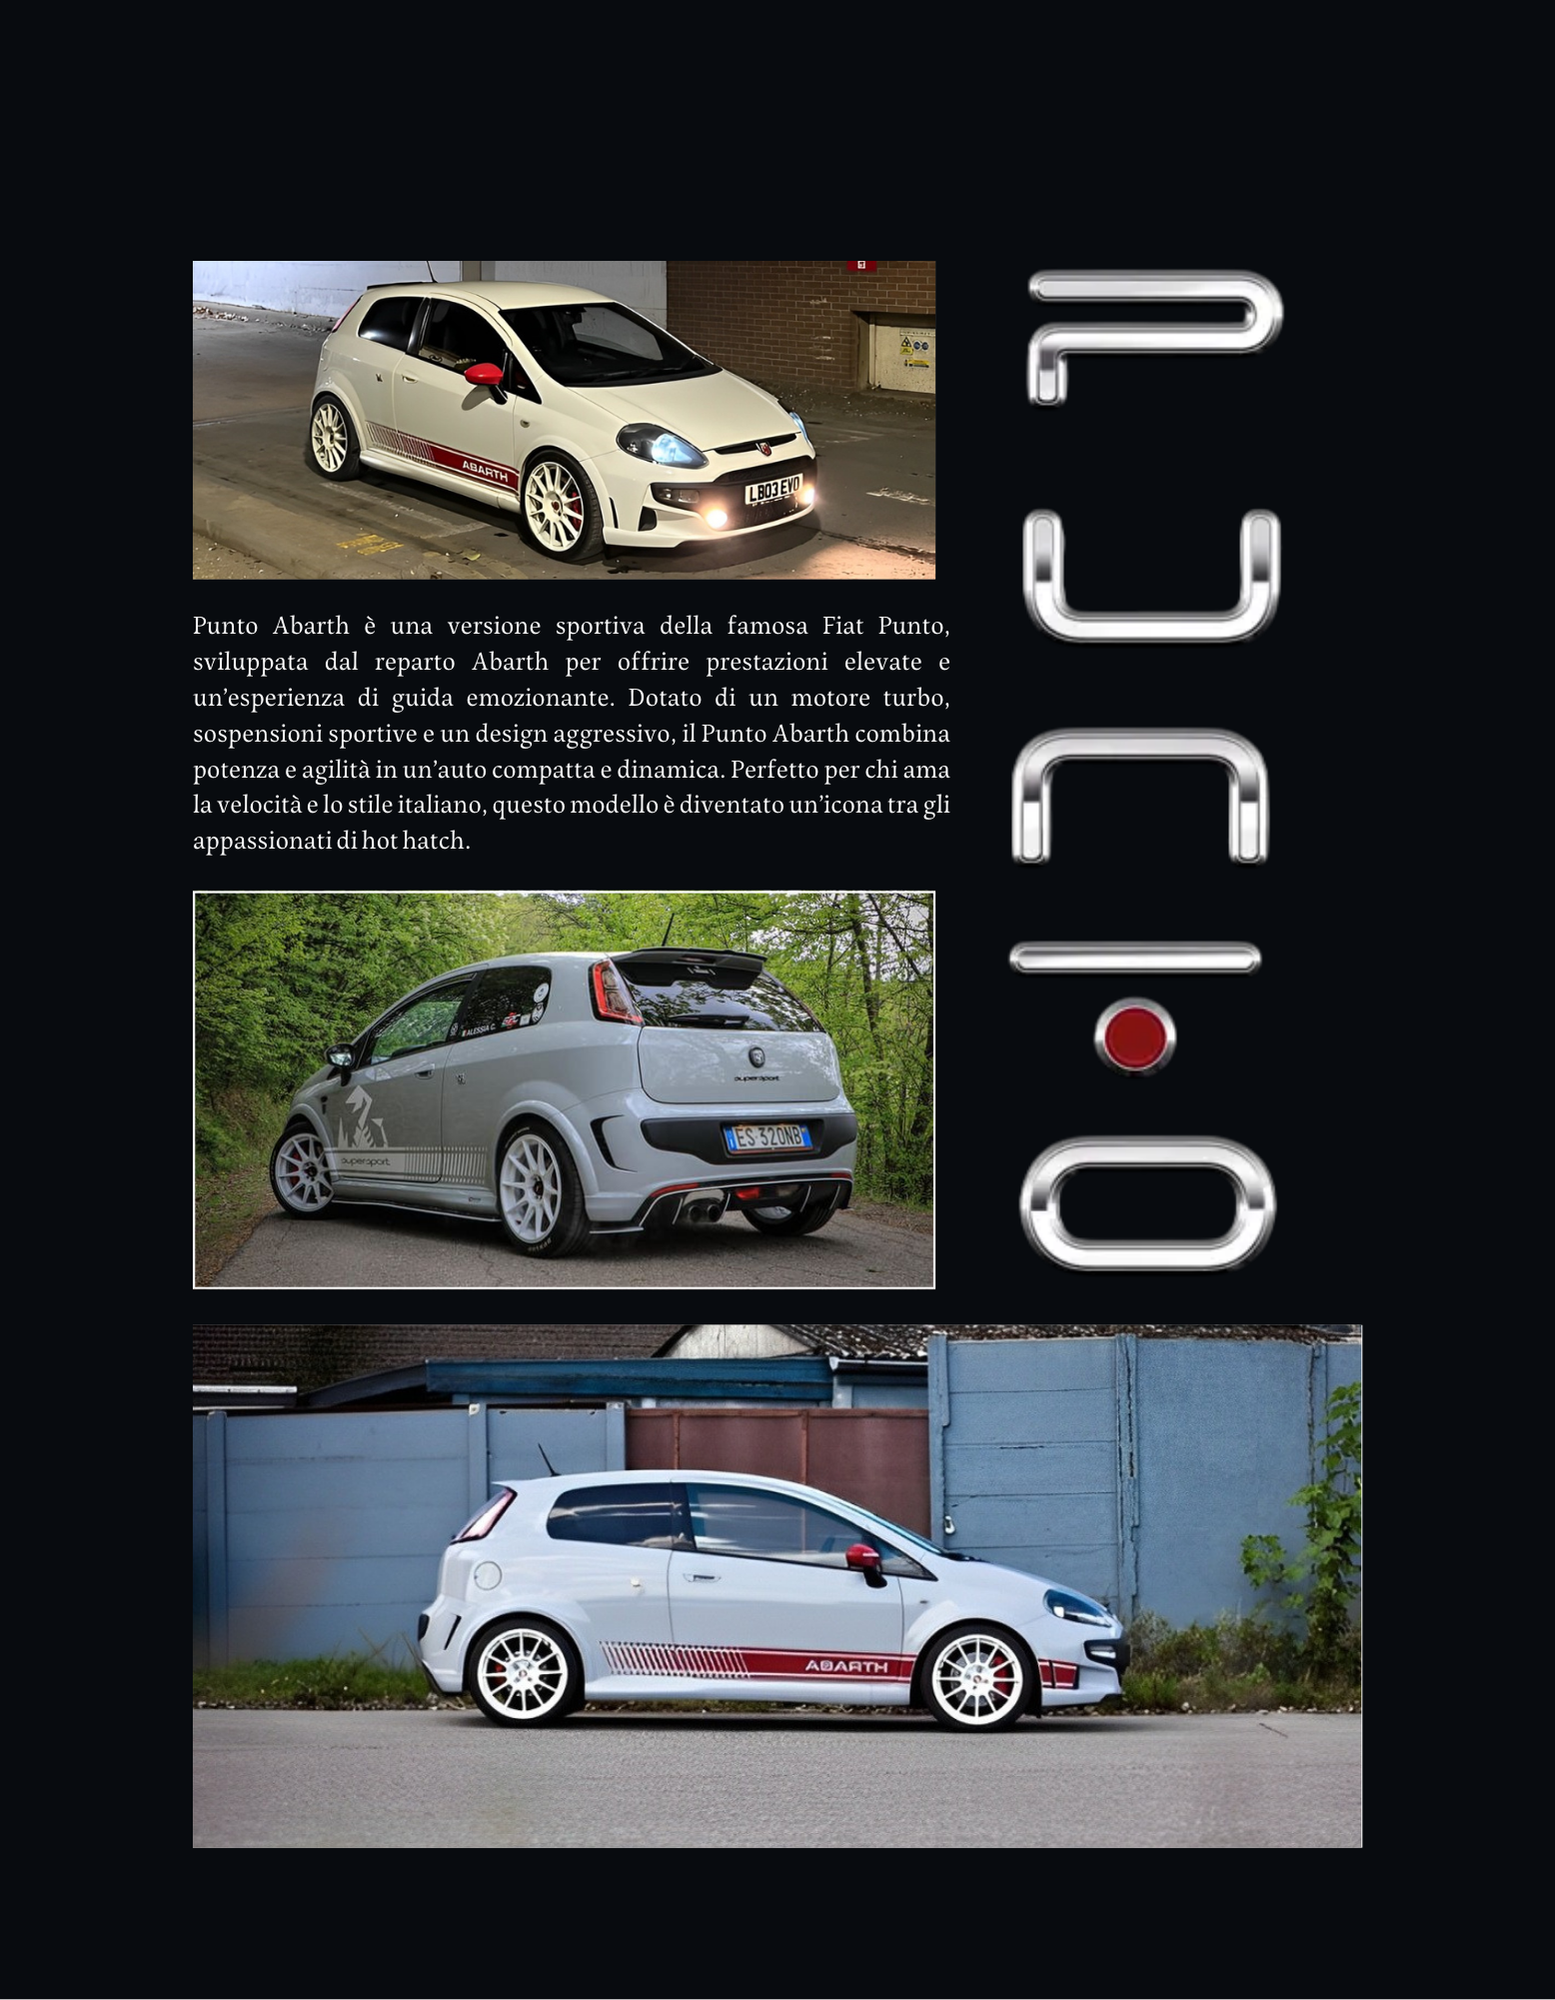 ABARTH
LB03 EVO
Punto Abarth è una versione sportiva della famosa Fiat Punto,
sviluppata dal reparto Abarth per offrire prestazioni elevate e
un’esperienza di guida emozionante. Dotato di un motore turbo,
sospensioni sportive e un design aggressivo, il Punto Abarth combina
potenza e agilità in un’auto compatta e dinamica. Perfetto per chi ama
la velocità e lo stile italiano, questo modello è diventato un’icona tra gli
appassionati di hot hatch.
PUNTO
ALESSIA C.
supersport
ES 320NB
supersport
ABARTH